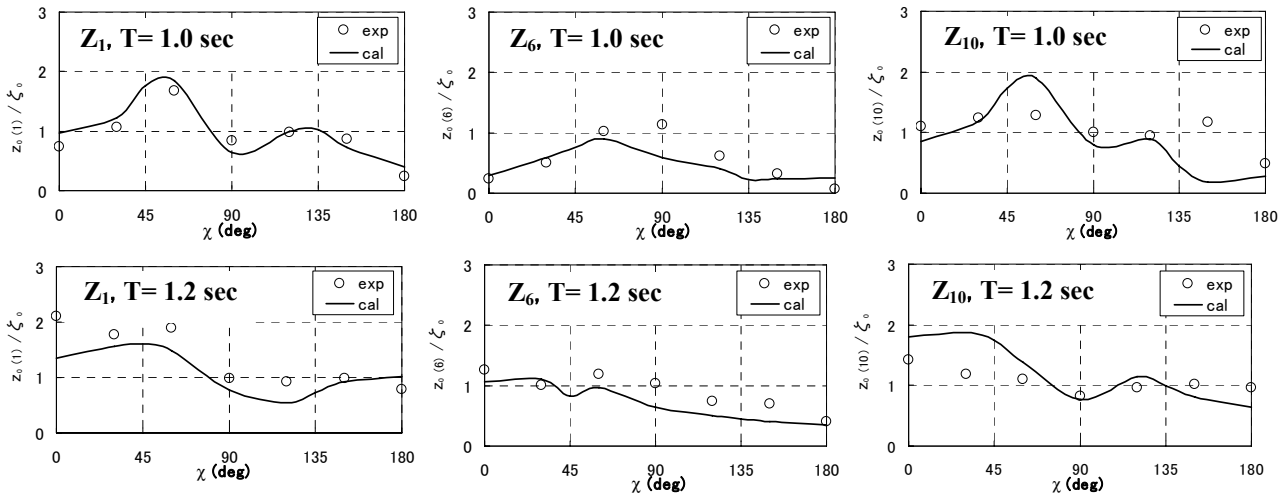 Z1, T= 1.0 sec
exp
cal
z0 (1) / ζ0
3
2
1
0
0 45 90 135 180
χ (deg)
Z6, T= 1.0 sec
exp
cal
z0 (6) / ζ0
3
2
1
0
0 45 90 135 180
χ (deg)
Z10, T= 1.0 sec
exp
cal
z0 (10) / ζ0
3
2
1
0
0 45 90 135 180
χ (deg)
Z1, T= 1.2 sec
exp
cal
z0 (1) / ζ0
3
2
1
0
0 45 90 135 180
χ (deg)
Z6, T= 1.2 sec
exp
cal
z0 (6) / ζ0
3
2
1
0
0 45 90 135 180
χ (deg)
Z10, T= 1.2 sec
exp
cal
z0 (10) / ζ0
3
2
1
0
0 45 90 135 180
χ (deg)